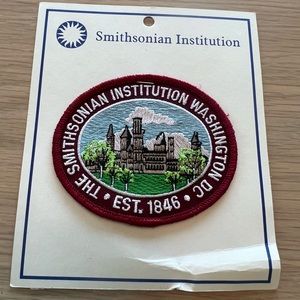 Smithsonian Institution
THE SMITHSONIAN INSTITUTION WASHINGTON DC
• EST. 1846 •